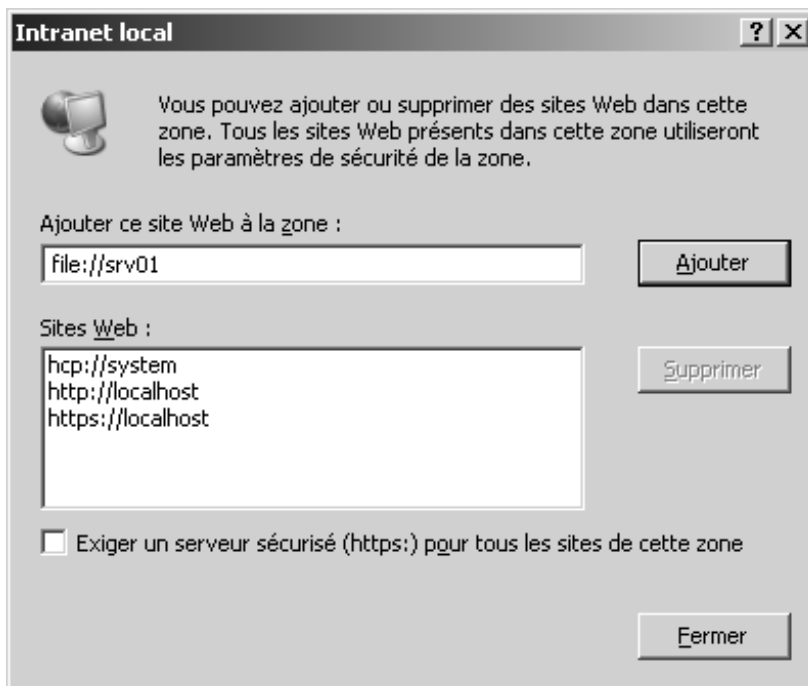 Intranet local
Vous pouvez ajouter ou supprimer des sites Web dans cette
zone. Tous les sites Web présents dans cette zone utiliseront
les paramètres de sécurité de la zone.
Ajouter ce site Web à la zone :
file://srv01
Ajouter
Sites Web :
hcp://system
http://localhost
https://localhost
Supprimer
Exiger un serveur sécurisé (https:) pour tous les sites de cette zone
Fermer